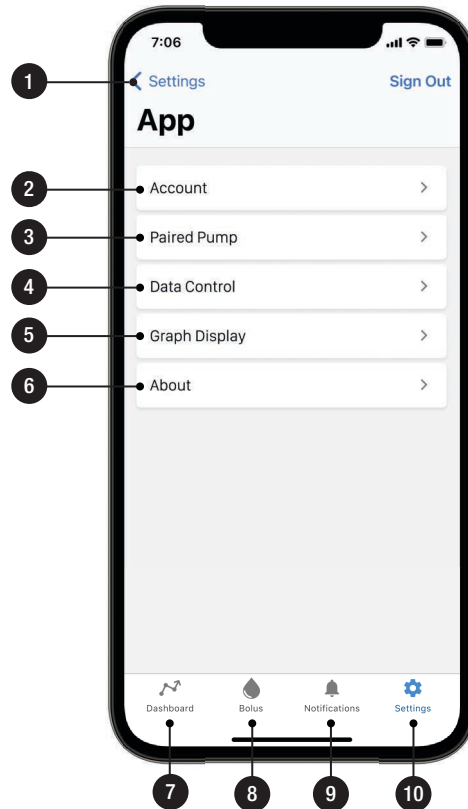 7:06
1 Settings Sign Out
App
2 Account
3 Paired Pump
4 Data Control
5 Graph Display
6 About
Dashboard Bolus Notifications Settings
7 8 9 10